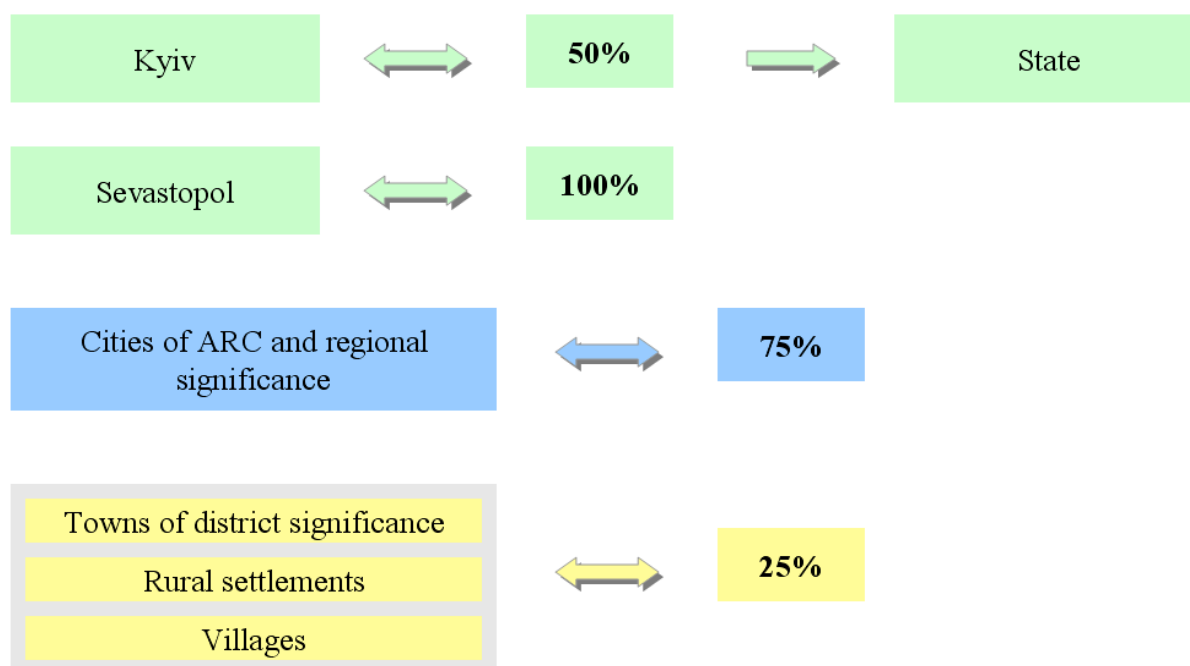 Kyiv
50%
State
Sevastopol
100%
Cities of ARC and regional
significance
75%
Towns of district significance
Rural settlements
Villages
25%